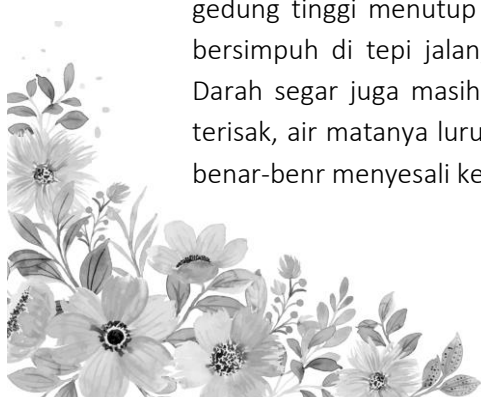 gedung tinggi menutup
bersimpuh di tepi jalan
Darah segar juga masih
terisak, air matanya luru
benar-benr menyesali ke